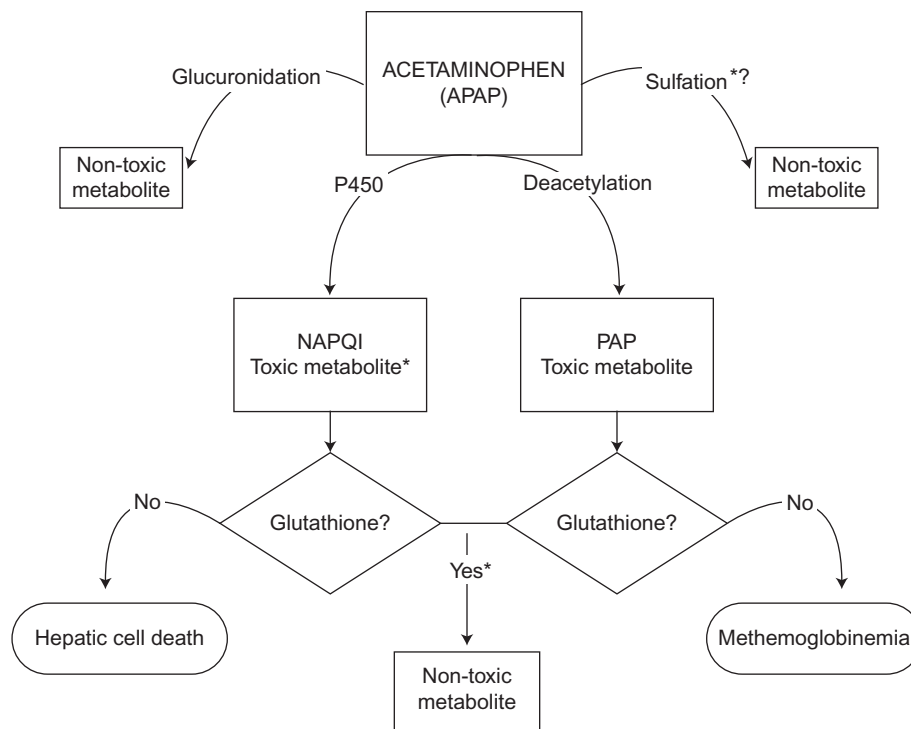 Glucuronidation
ACETAMINOPHEN
(APAP)
Sulfation*?
Non-toxic
metabolite
Non-toxic
metabolite
P450
Deacetylation
NAPQI
Toxic metabolite*
PAP
Toxic metabolite
No
Glutathione?
Glutathione?
No
Yes*
Hepatic cell death
Methemoglobinemia
Non-toxic
metabolite